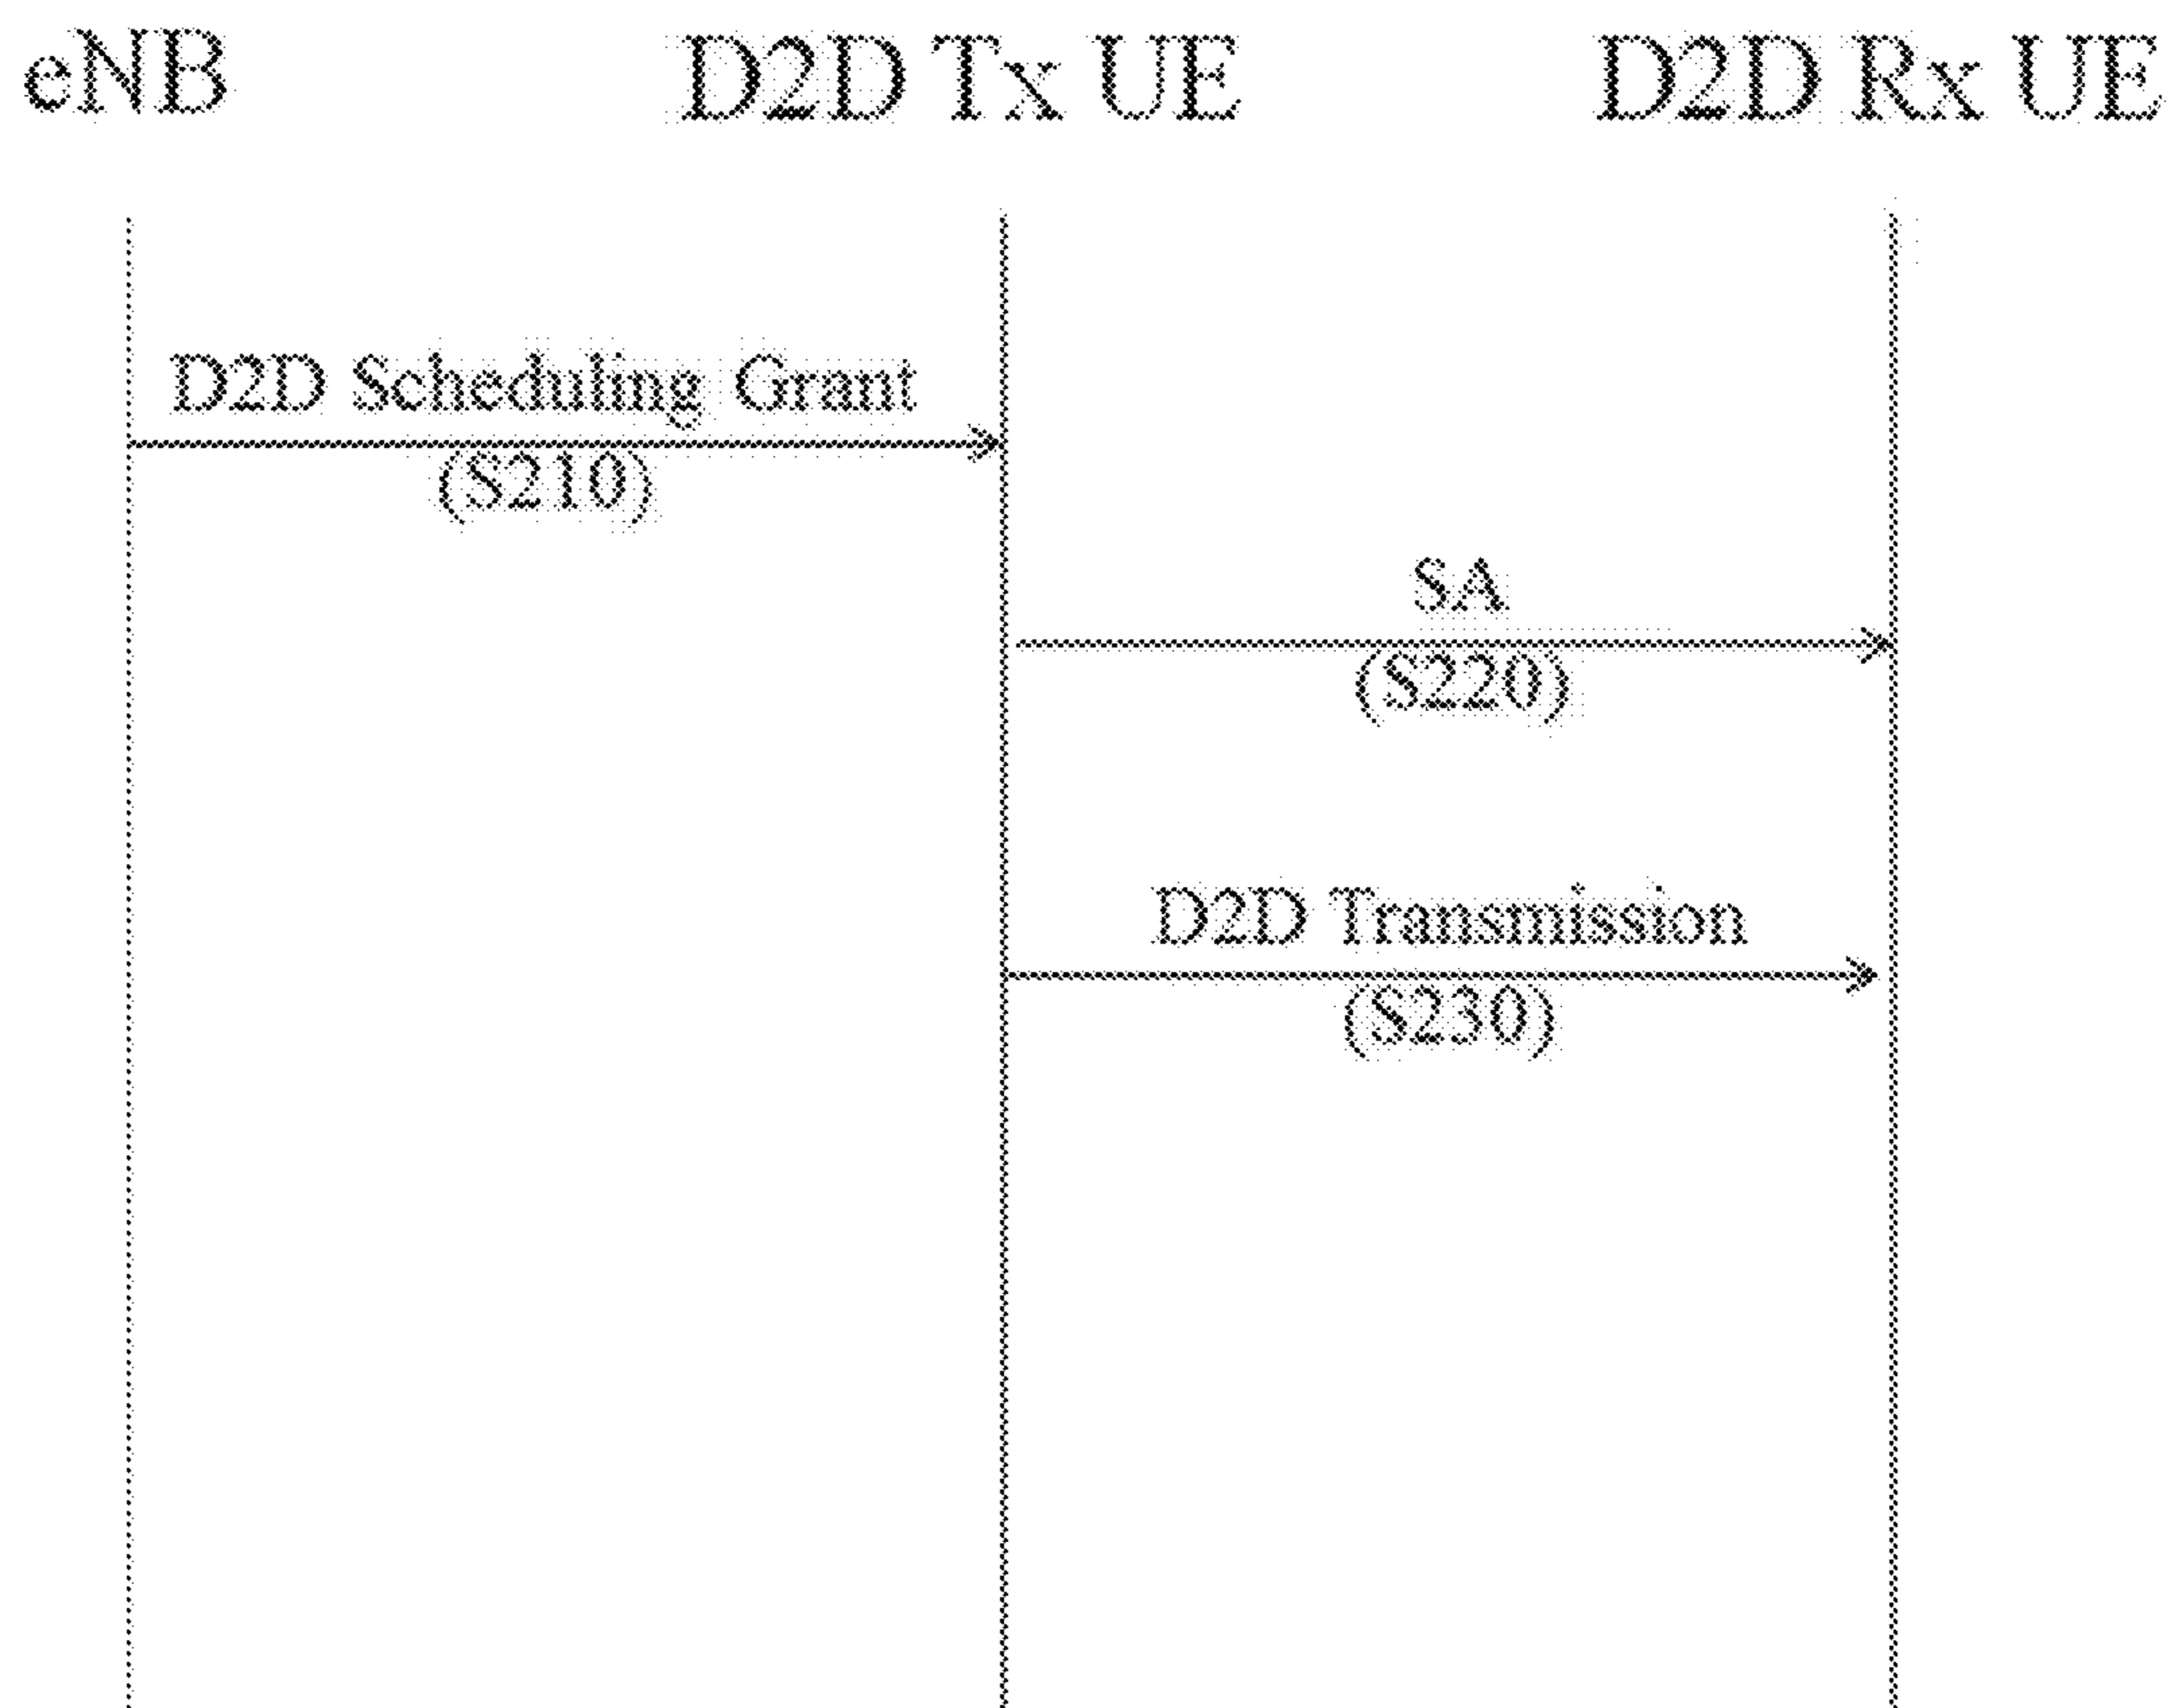 eNB D2D Tx UE D2D Rx UE
D2D Scheduling Grant
(S210)
SA
(S220)
D2D Transmission
(S230)